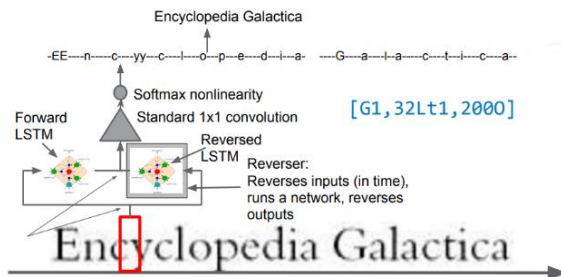 Encyclopedia Galactica
-EE----n----c----yy---c---l----o---p---e---d----i---a- ----G---a---l---a---c---t---i---c---a--
Softmax nonlinearity
Forward
LSTM
Standard 1x1 convolution
[G1,32Lt1,200O]
Reversed
LSTM
Reverser:
Reverses inputs (in time),
runs a network, reverses
outputs
Encyclopedia Galactica